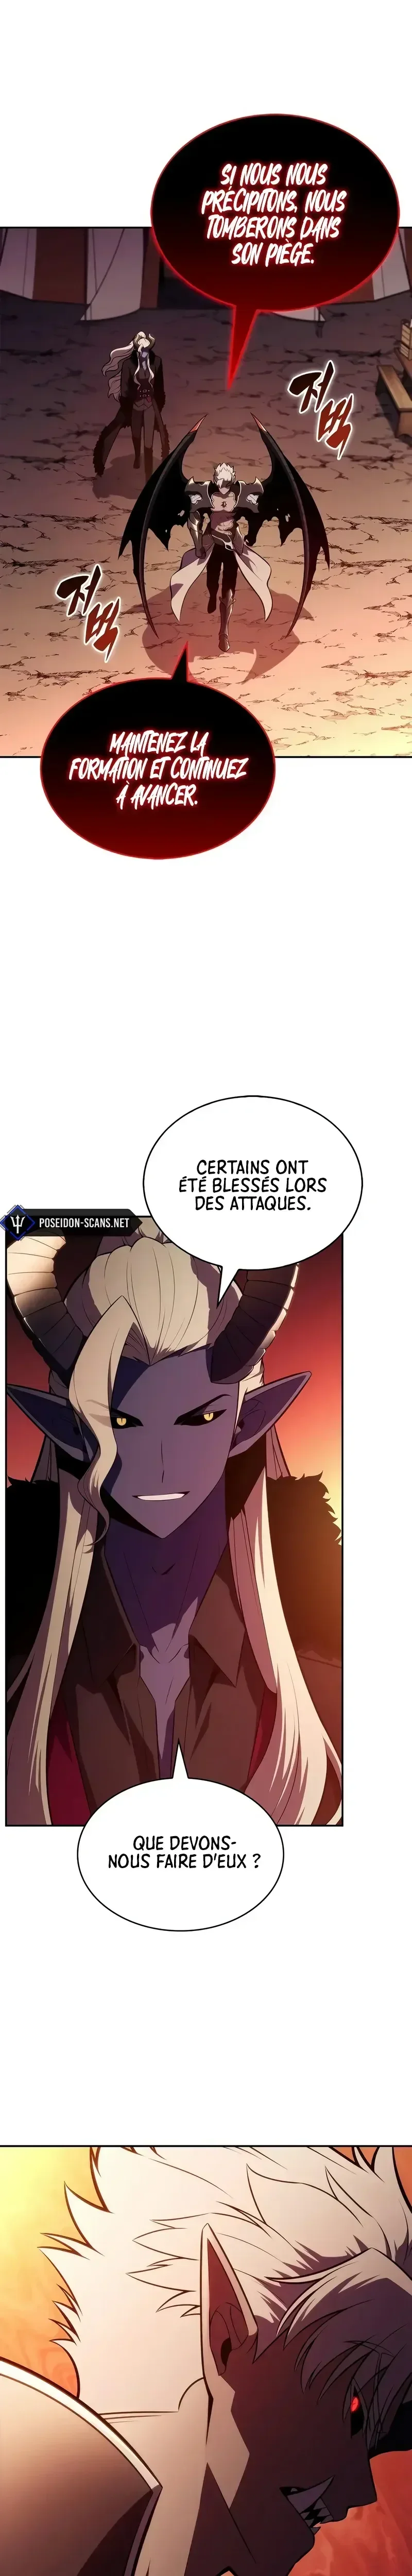 SI NOUS NOUS
PRÉCIPITONS, NOUS
TOMBERONS DANS
SON PIÈGE.
저벅
저벅
MAINTENEZ LA
FORMATION ET CONTINUEZ
À AVANCER.
CERTAINS ONT
ÉTÉ BLESSÉS LORS
DES ATTAQUES.
POSEIDON-SCANS.NET
QUE DEVONS-
NOUS FAIRE D'EUX ?